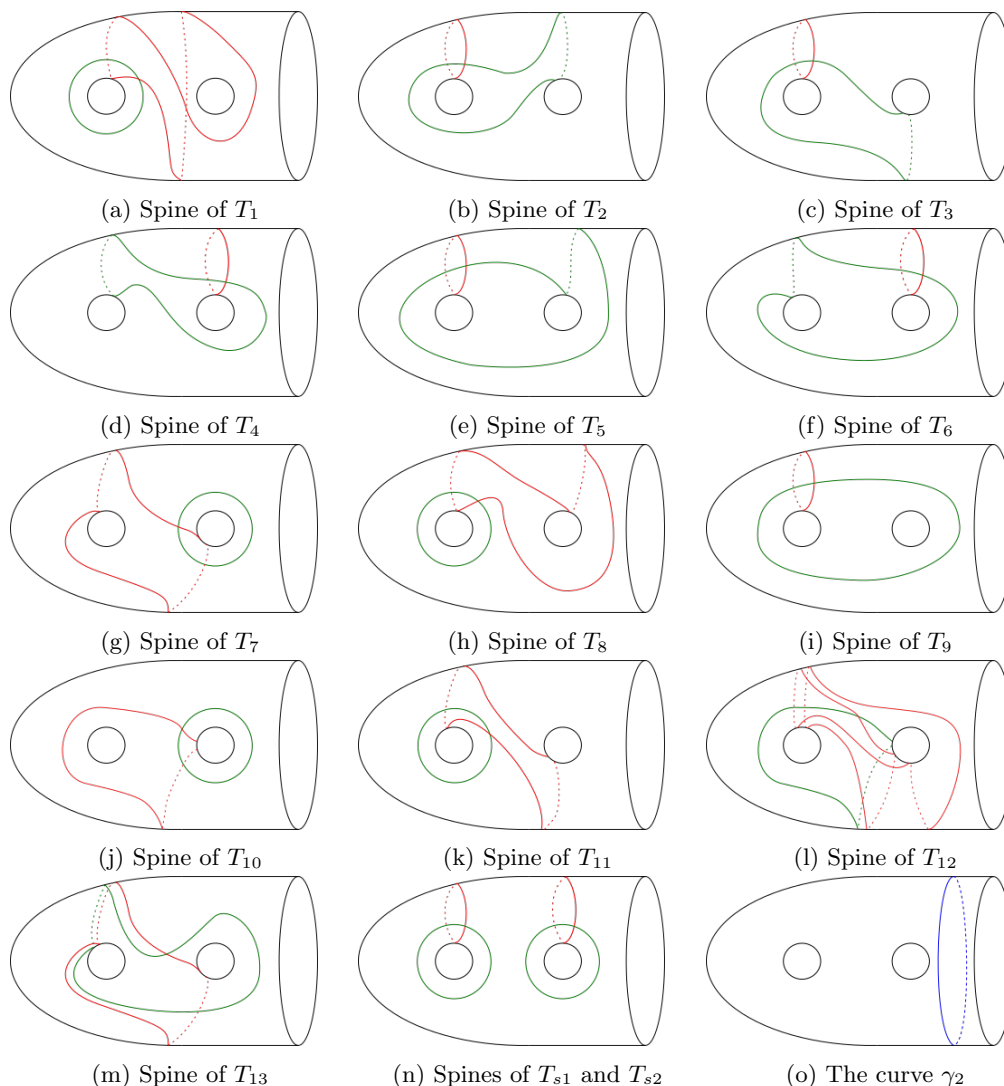 (a) Spine of T₁
(b) Spine of T₂
(c) Spine of T₃
(d) Spine of T₄
(e) Spine of T₅
(f) Spine of T₆
(g) Spine of T₇
(h) Spine of T₈
(i) Spine of T₉
(j) Spine of T₁₀
(k) Spine of T₁₁
(l) Spine of T₁₂
(m) Spine of T₁₃
(n) Spines of Tₛ₁ and Tₛ₂
(o) The curve γ₂